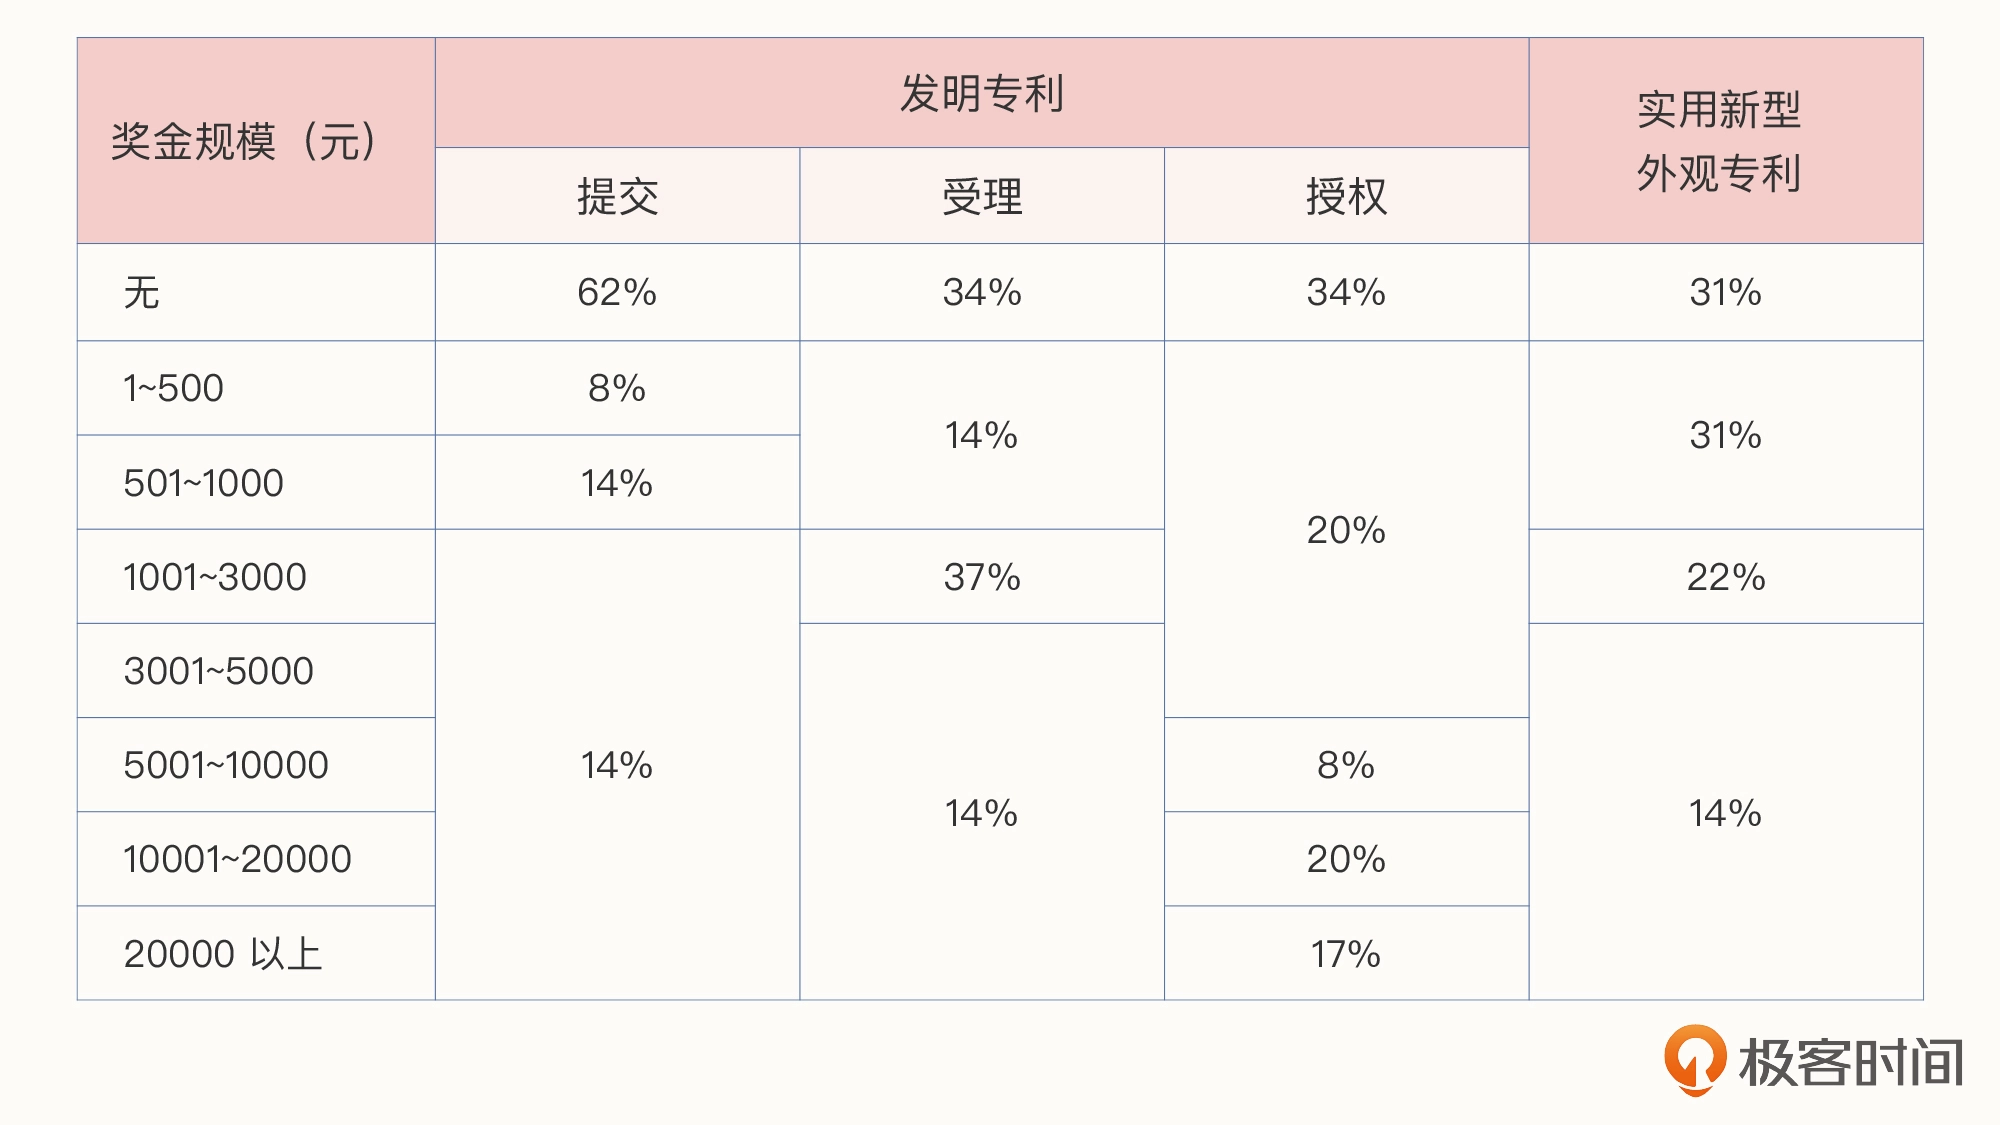 奖金规模（元）
发明专利
实用新型
外观专利
提交
受理
授权
无
62%
34%
34%
31%
1~500
8%
14%
20%
31%
501~1000
14%
1001~3000
14%
37%
22%
3001~5000
14%
14%
5001~10000
8%
10001~20000
20%
20000 以上
17%
极客时间